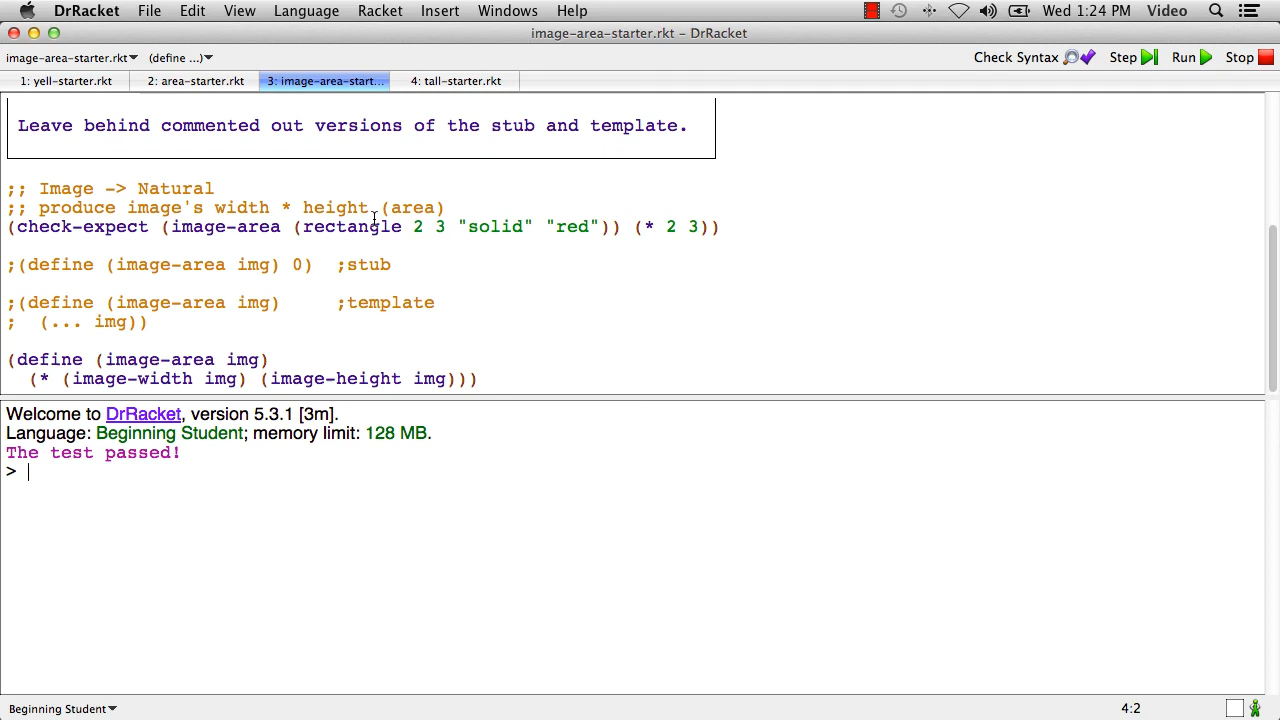 DrRacket File Edit View Language Racket Insert Windows Help Wed 1:24 PM Video
image-area-starter.rkt - DrRacket
image-area-starter.rkt (define ...) Check Syntax Step Run Stop
1: yell-starter.rkt 2: area-starter.rkt 3: image-area-start... 4: tall-starter.rkt
Leave behind commented out versions of the stub and template.
;; Image -> Natural
;; produce image's width * height (area)
(check-expect (image-area (rectangle 2 3 "solid" "red")) (* 2 3))
;(define (image-area img) 0)  ;stub
;(define (image-area img)     ;template
;  (... img))
(define (image-area img)
  (* (image-width img) (image-height img)))
Welcome to DrRacket, version 5.3.1 [3m].
Language: Beginning Student; memory limit: 128 MB.
The test passed!
>
Beginning Student 4:2